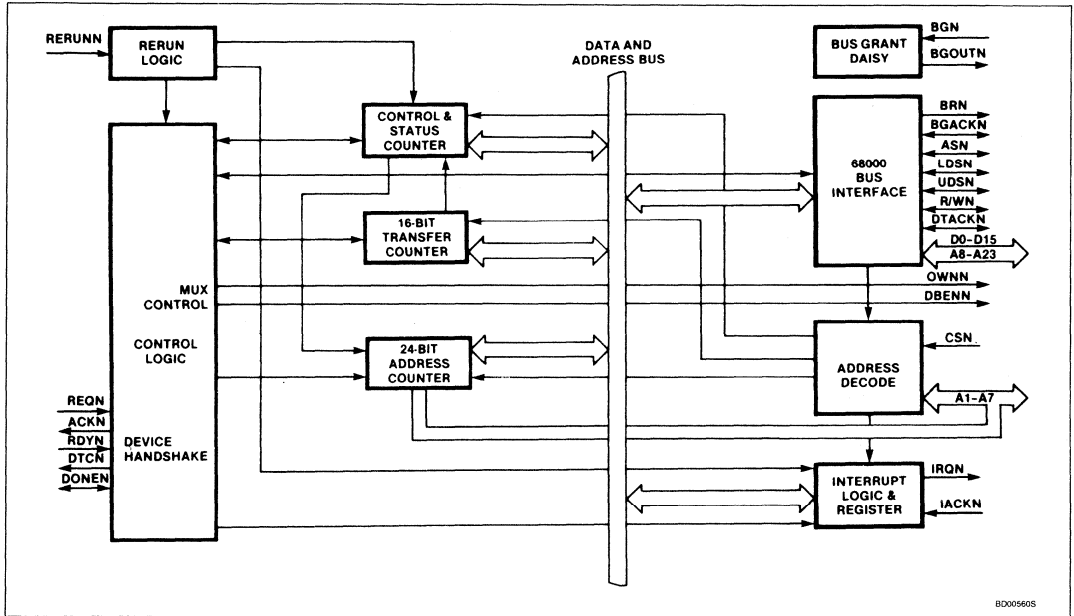 RERUNN
RERUN
LOGIC
DATA AND
ADDRESS BUS
BUS GRANT
DAISY
BGN
BGOUTN
CONTROL &
STATUS
COUNTER
16-BIT
TRANSFER
COUNTER
24-BIT
ADDRESS
COUNTER
MUX
CONTROL
CONTROL
LOGIC
DEVICE
HANDSHAKE
REQN
ACKN
RDYN
DTCN
DONEN
68000
BUS
INTERFACE
BRN
BGACKN
ASN
LDSN
UDSN
R/WN
DTACKN
D0-D15
A8-A23
OWNN
DBENN
ADDRESS
DECODE
CSN
A1-A7
INTERRUPT
LOGIC &
REGISTER
IRQN
IACKN
BD00560S